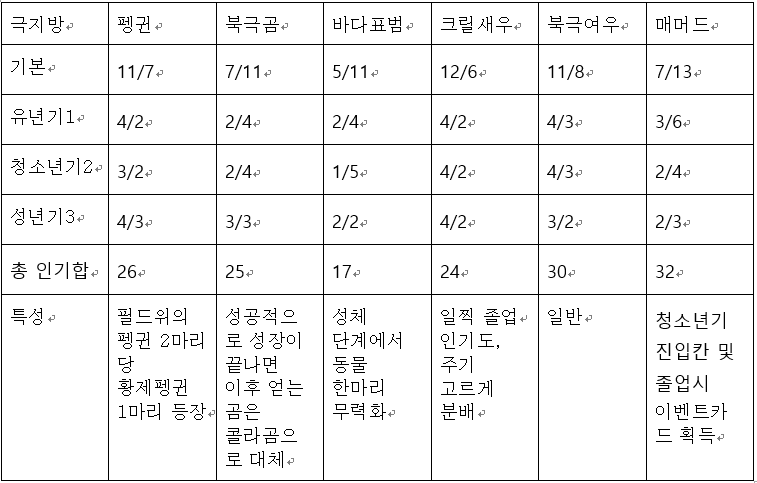 극지방 펭귄 북극곰 바다표범 크릴새우 북극여우 매머드
기본 11/7 7/11 5/11 12/6 11/8 7/13
유년기1 4/2 2/4 2/4 4/2 4/3 3/6
청소년기2 3/2 2/4 1/5 4/2 4/3 2/4
성년기3 4/3 3/3 2/2 4/2 3/2 2/3
총 인기합 26 25 17 24 30 32
특성
필드위의
펭귄 2마리
당
황제펭귄
1마리 등장
성공적으
로 성장이
끝나면
이후 얻는
곰은
콜라곰으
로 대체
성체
단계에서
동물
한마리
무력화
일찍 졸업
인기도,
주기
고르게
분배
일반
청소년기
진입칸 및
졸업시
이벤트카
드 획득